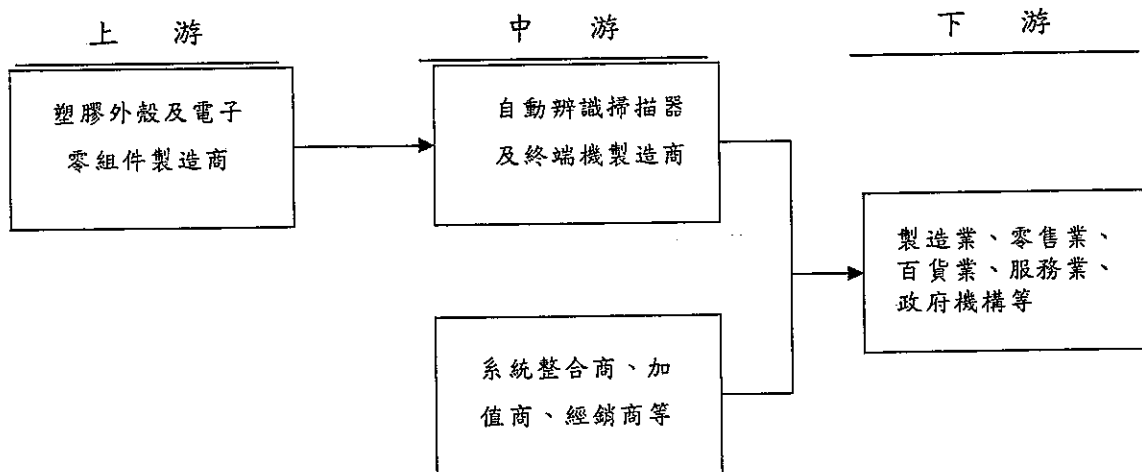 上 游
中 游
下 游
塑膠外殼及電子
零組件製造商
自動辨識掃描器
及終端機製造商
系統整合商、加
值商、經銷商等
製造業、零售業、
百貨業、服務業、
政府機構等